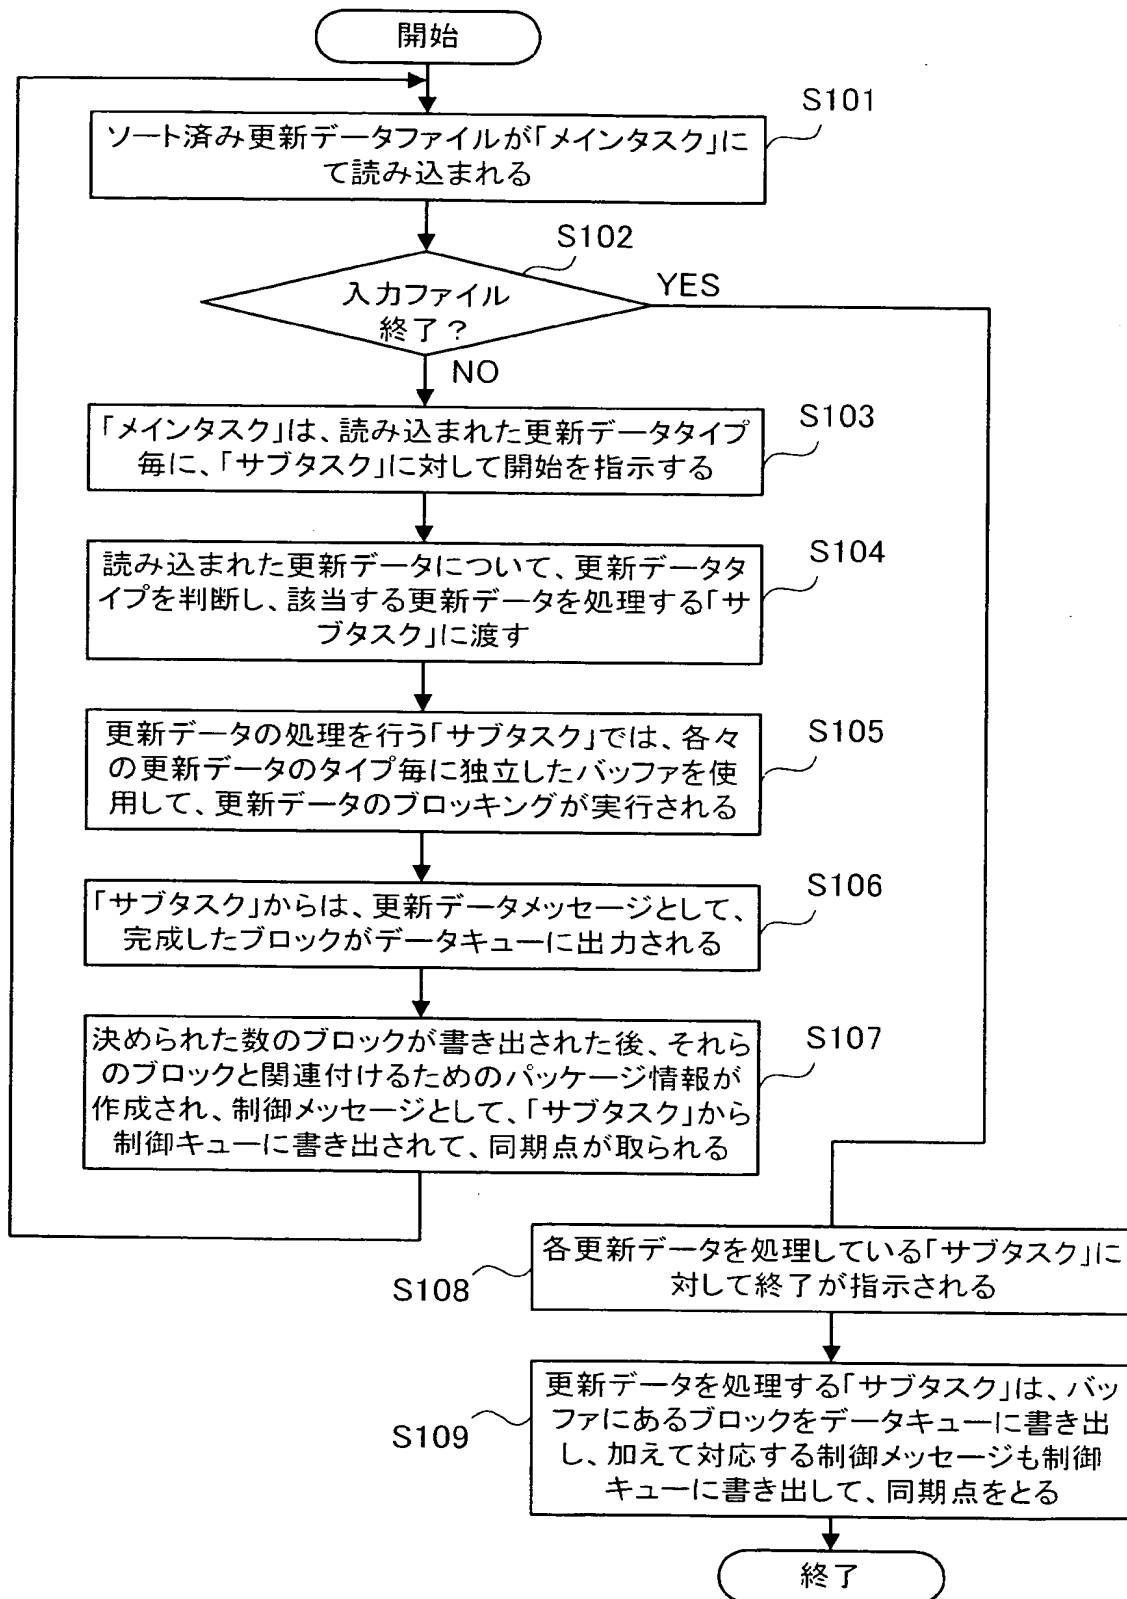 開始
S101
ソート済み更新データファイルが「メインタスク」に
て読み込まれる
S102
入力ファイル
終了?
YES
NO
S103
「メインタスク」は、読み込まれた更新データタイプ
毎に、「サブタスク」に対して開始を指示する
S104
読み込まれた更新データについて、更新データタ
イプを判断し、該当する更新データを処理する「サ
ブタスク」に渡す
S105
更新データの処理を行う「サブタスク」では、各々
の更新データのタイプ毎に独立したバッファを使
用して、更新データのブロッキングが実行される
S106
「サブタスク」からは、更新データメッセージとして、
完成したブロックがデータキューに出力される
S107
決められた数のブロックが書き出された後、それら
のブロックと関連付けるためのパッケージ情報が
作成され、制御メッセージとして、「サブタスク」から
制御キューに書き出されて、同期点が取られる
S108
各更新データを処理している「サブタスク」に
対して終了が指示される
S109
更新データを処理する「サブタスク」は、バッ
ファにあるブロックをデータキューに書き出
し、加えて対応する制御メッセージも制御
キューに書き出して、同期点をとる
終了